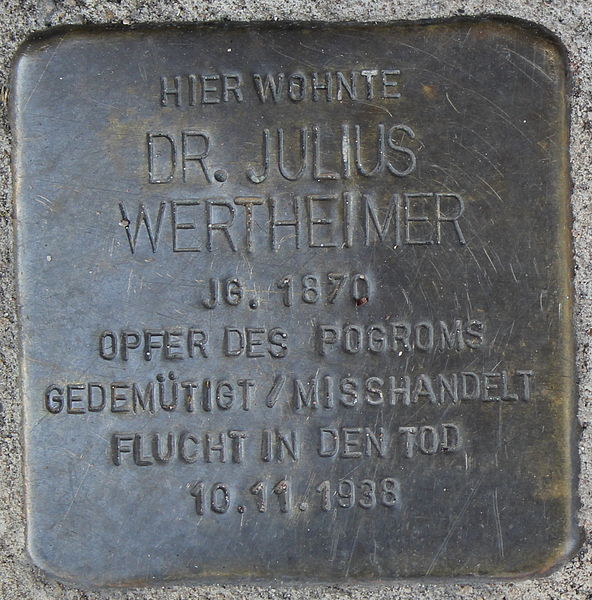 HIER WOHNTE
DR. JULIUS
WERTHEIMER
JG. 1870
OPFER DES POGROMS
GEDEMÜTIGT / MISSHANDELT
FLUCHT IN DEN TOD
10.11.1938